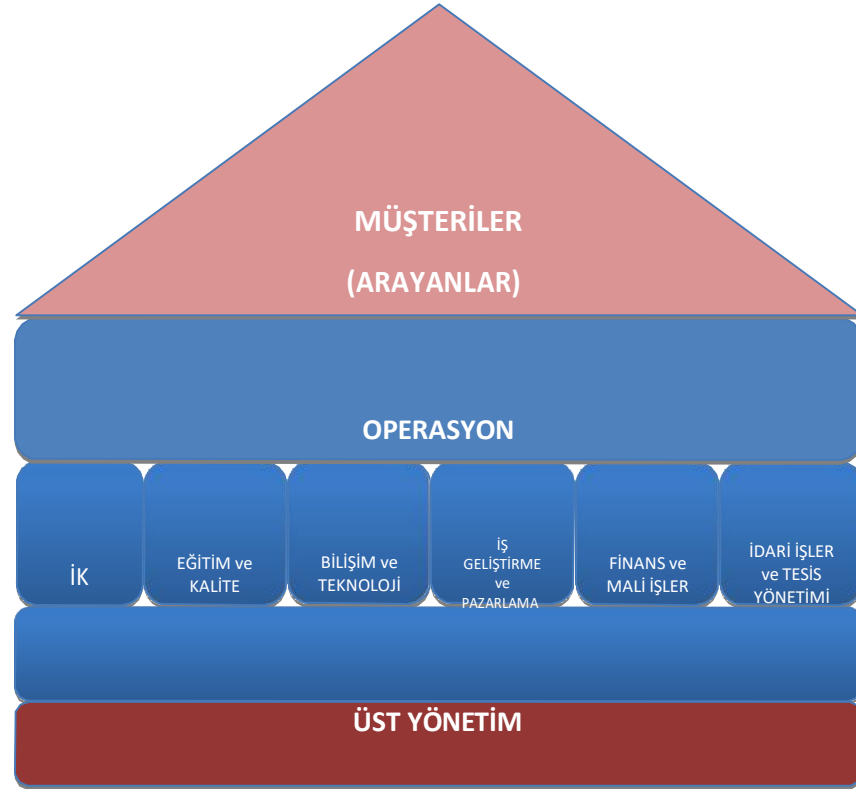 MÜŞTERİLER
(ARAYANLAR)
OPERASYON
İK
EĞİTİM ve
KALİTE
BİLİŞİM ve
TEKNOLOJİ
İŞ
GELİŞTİRME
ve
PAZARLAMA
FİNANS ve
MALİ İŞLER
İDARİ İŞLER
ve TESIS
YÖNETİMİ
ÜST YÖNETİM